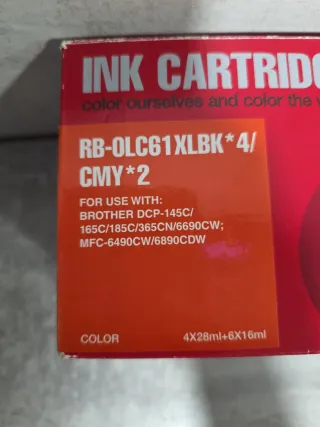 INK CARTRIDG
color ourselves and color the
RB-OLC61XLBK*4/
CMY*2
FOR USE WITH:
BROTHER DCP-145C/
165C/185C/365CN/6690CW;
MFC-6490CW/6890CDW
COLOR 4X28ml+6X16ml